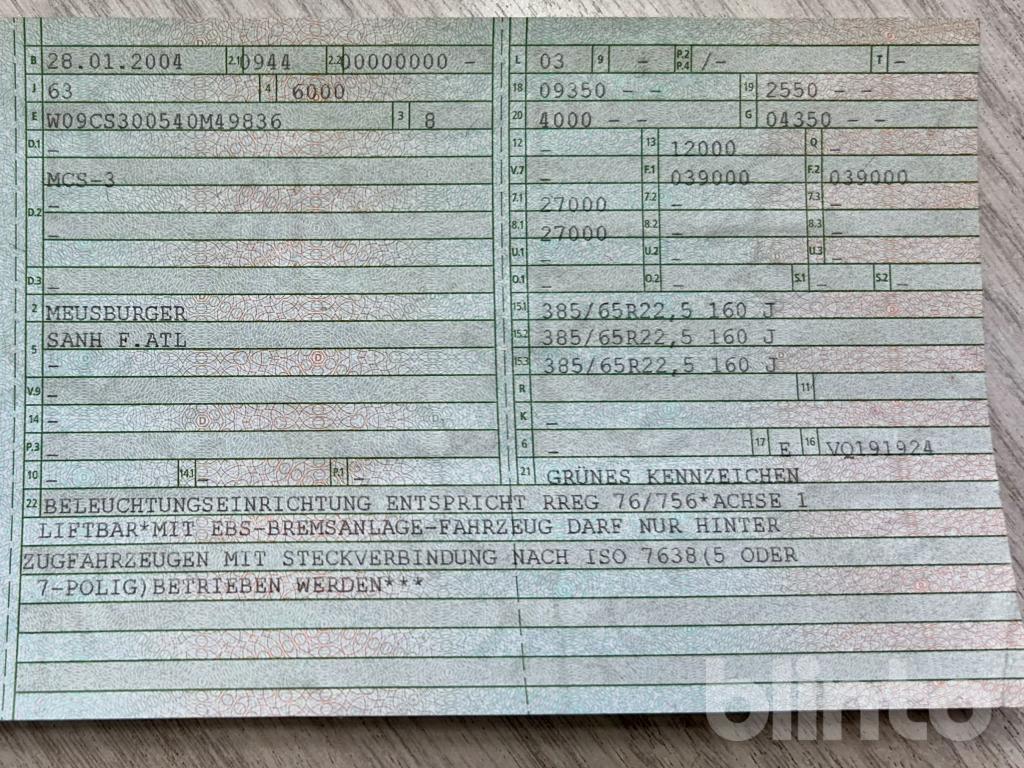 B 28.01.2004 2.1 0944 2.2 00000000 -
J 63 4 6000
E W09CS300540M49836 3 8
D.1 -
MCS-3
D.2 -
-
D.3 -
2 MEUSBURGER
5 SANH F.ATL
-
V.9 -
14 -
P.3 -
10 - 14.1 - P.1 -
L 03 9 - P.2 P.4 /- T -
18 09350 - - 19 2550 - -
20 4000 - - G 04350 - -
12 - 13 12000 Q -
V.7 - F.1 039000 F.2 039000
7.1 27000 7.2 - 7.3 -
8.1 27000 8.2 - 8.3 -
U.1 - U.2 - U.3 -
O.1 - O.2 - S.1 - S.2 -
15.1 385/65R22,5 160 J
15.2 385/65R22,5 160 J
15.3 385/65R22,5 160 J
R 11
K -
6 - 17 E 16 VQ191924
21 GRÜNES KENNZEICHEN
22 BELEUCHTUNGSEINRICHTUNG ENTSPRICHT RREG 76/756*ACHSE 1
LIFTBAR*MIT EBS-BREMSANLAGE-FAHRZEUG DARF NUR HINTER
ZUGFAHRZEUGEN MIT STECKVERBINDUNG NACH ISO 7638(5 ODER
7-POLIG)BETRIEBEN WERDEN***
blinto